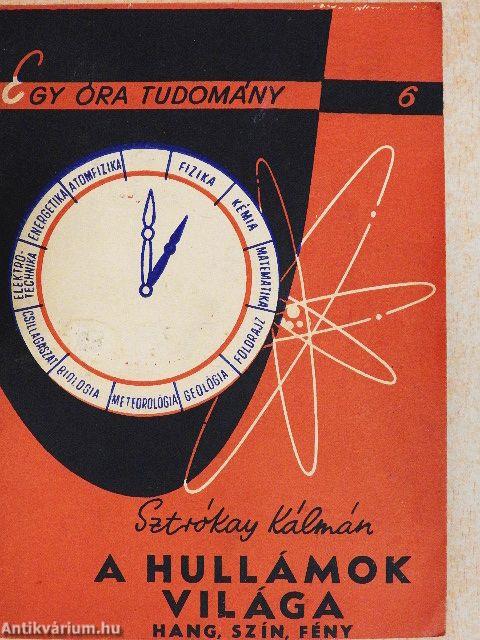 EGY ÓRA TUDOMÁNY 6
FIZIKA
KÉMIA
MATEMATIKA
FÖLDRAJZ
GEOLÓGIA
METEOROLÓGIA
BIOLÓGIA
CSILLAGÁSZAT
ELEKTRO-
TECHNIKA
ENERGETIKA
ATOMFIZIKA
Sztrókay Kálmán
A HULLÁMOK
VILÁGA
HANG, SZÍN, FÉNY
Antikvárium.hu